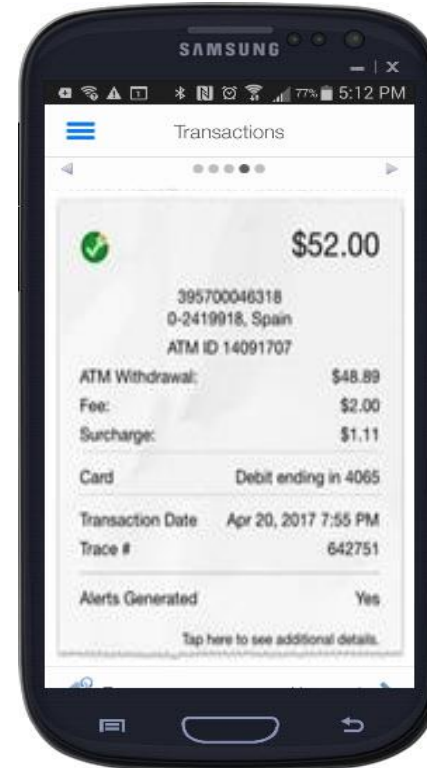 SAMSUNG
77% 5:12 PM
Transactions
$52.00
395700046318
0-2419918, Spain
ATM ID 14091707
ATM Withdrawal: $48.89
Fee: $2.00
Surcharge: $1.11
Card Debit ending in 4065
Transaction Date Apr 20, 2017 7:55 PM
Trace # 642751
Alerts Generated Yes
Tap here to see additional details.